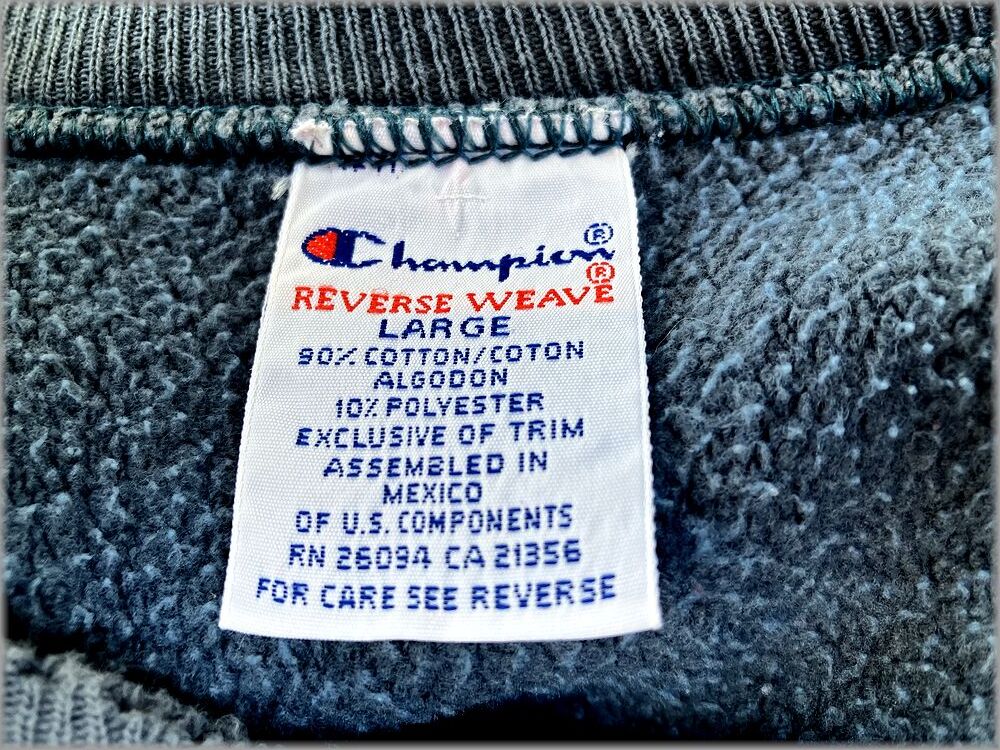 Champion®
REVERSE WEAVE®
LARGE
90% COTTON/COTON
ALGODON
10% POLYESTER
EXCLUSIVE OF TRIM
ASSEMBLED IN
MEXICO
OF U.S. COMPONENTS
RN 26094 CA 21356
FOR CARE SEE REVERSE